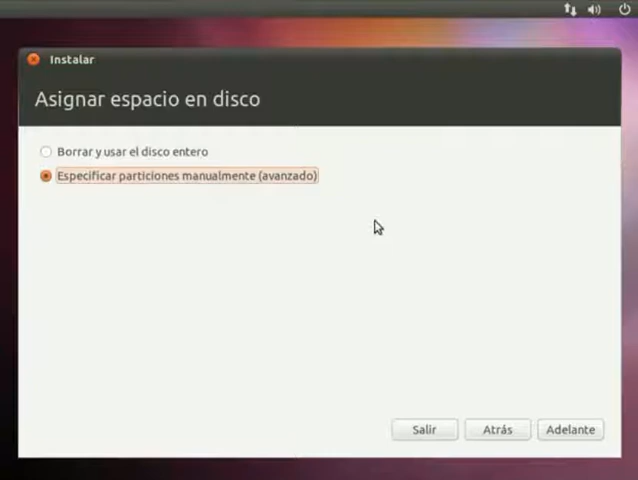 Instalar
Asignar espacio en disco
Borrar y usar el disco entero
Especificar particiones manualmente (avanzado)
Salir Atrás Adelante